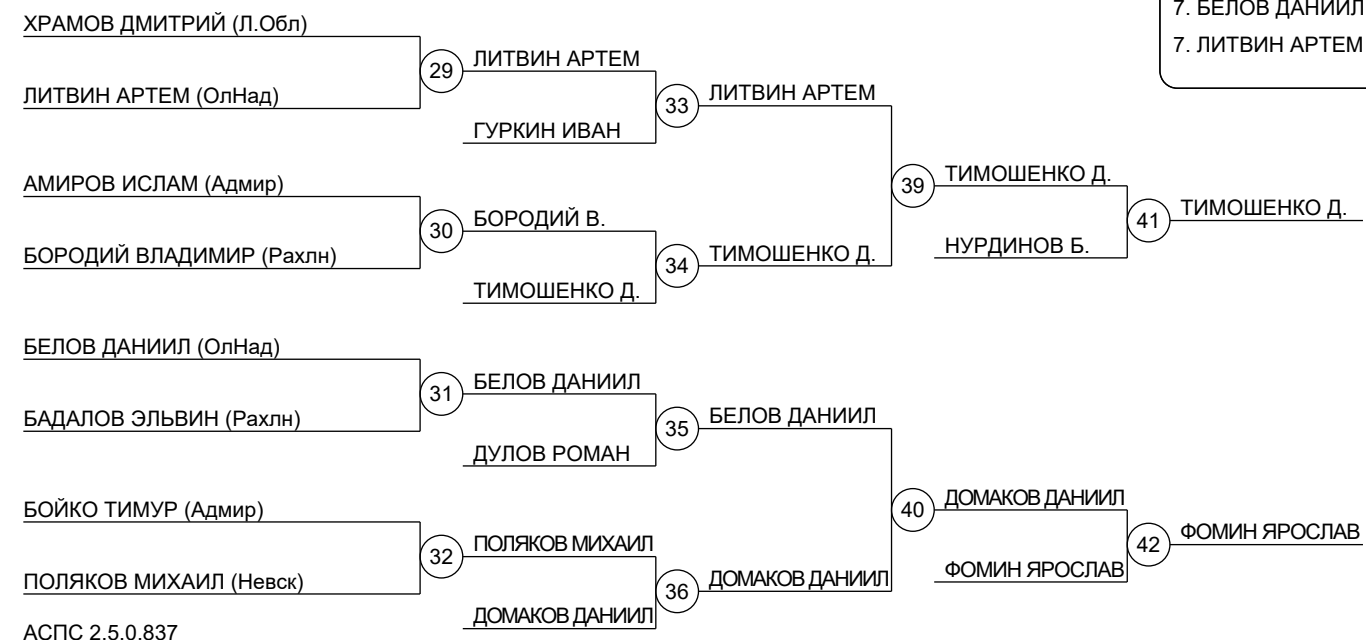 7. БЕЛОВ ДАНИИЛ
7. ЛИТВИН АРТЕМ
ХРАМОВ ДМИТРИЙ (Л.Обл)
29
ЛИТВИН АРТЕМ
ЛИТВИН АРТЕМ (ОлНад)
33
ЛИТВИН АРТЕМ
ГУРКИН ИВАН
АМИРОВ ИСЛАМ (Адмир)
39
ТИМОШЕНКО Д.
30
БОРОДИЙ В.
41
ТИМОШЕНКО Д.
БОРОДИЙ ВЛАДИМИР (Рахлн)
34
ТИМОШЕНКО Д.
НУРДИНОВ Б.
ТИМОШЕНКО Д.
БЕЛОВ ДАНИИЛ (ОлНад)
31
БЕЛОВ ДАНИИЛ
БАДАЛОВ ЭЛЬВИН (Рахлн)
35
БЕЛОВ ДАНИИЛ
ДУЛОВ РОМАН
БОЙКО ТИМУР (Адмир)
40
ДОМАКОВ ДАНИИЛ
32
ПОЛЯКОВ МИХАИЛ
42
ФОМИН ЯРОСЛАВ
ПОЛЯКОВ МИХАИЛ (Невск)
36
ДОМАКОВ ДАНИИЛ
ФОМИН ЯРОСЛАВ
ДОМАКОВ ДАНИИЛ
АСПС 2.5.0.837